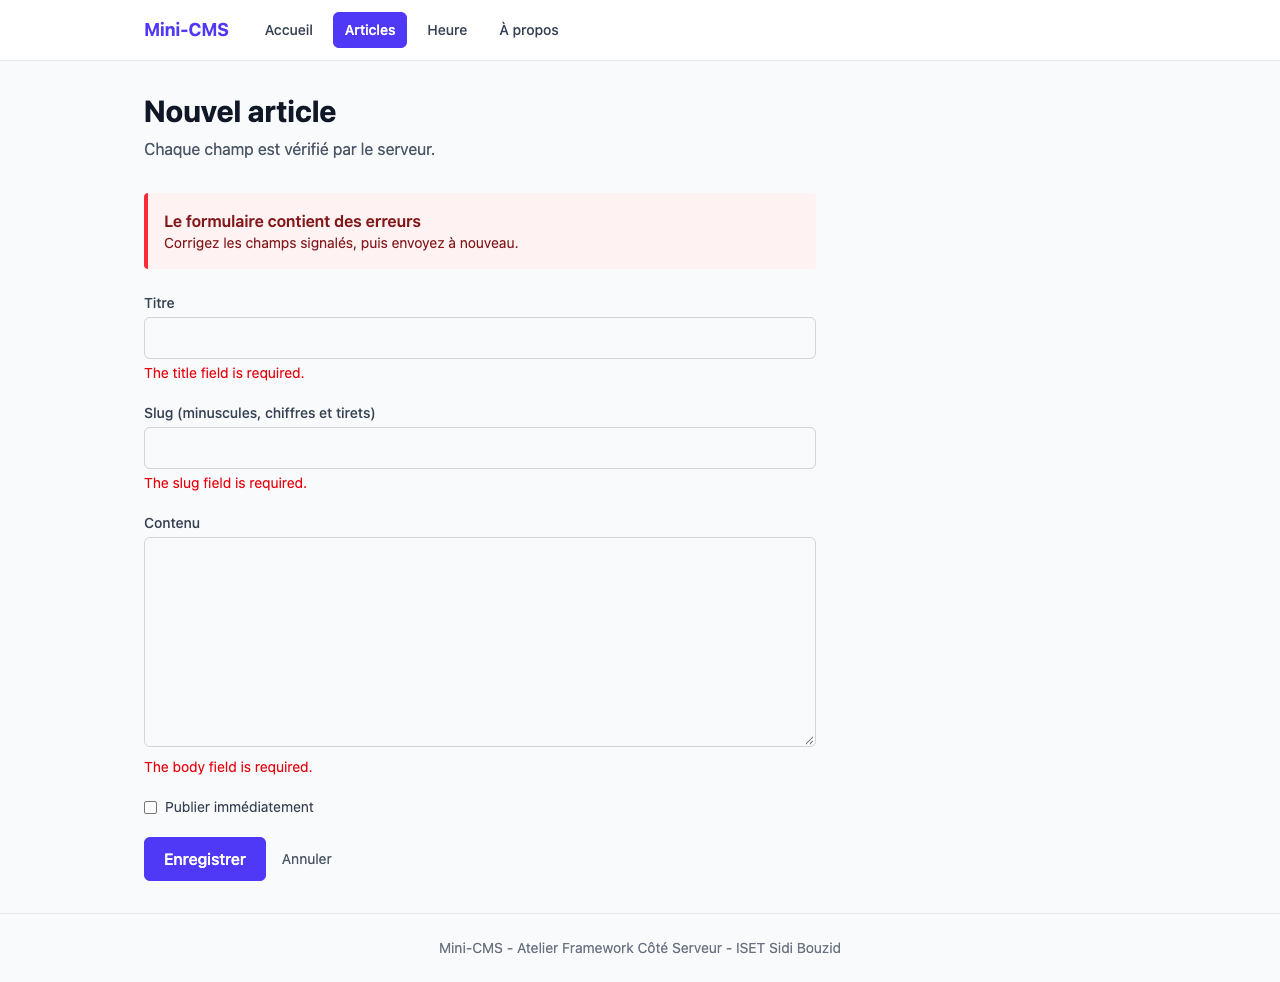 Mini-CMS Accueil Articles Heure À propos
Nouvel article
Chaque champ est vérifié par le serveur.
Le formulaire contient des erreurs
Corrigez les champs signalés, puis envoyez à nouveau.
Titre
The title field is required.
Slug (minuscules, chiffres et tirets)
The slug field is required.
Contenu
The body field is required.
Publier immédiatement
Enregistrer Annuler
Mini-CMS - Atelier Framework Côté Serveur - ISET Sidi Bouzid